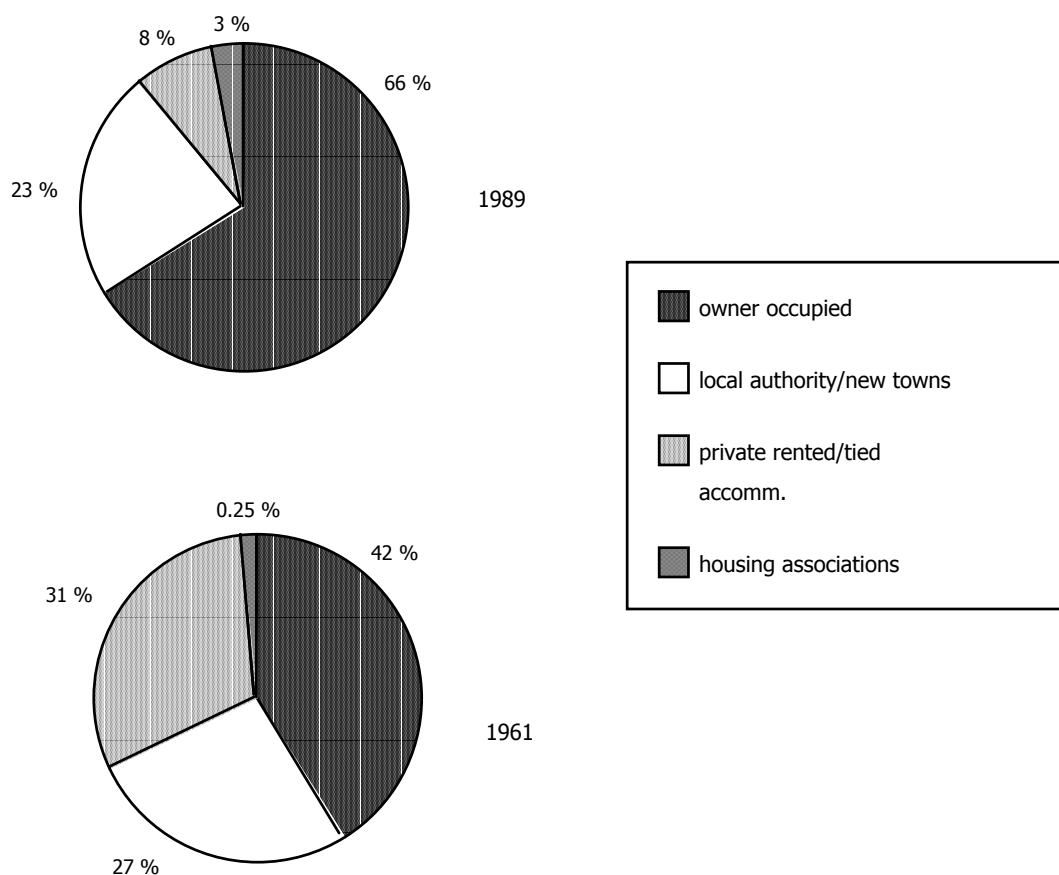 3 %
8 %
66 %
23 %
1989
owner occupied
local authority/new towns
private rented/tied
accomm.
housing associations
0.25 %
42 %
31 %
1961
27 %